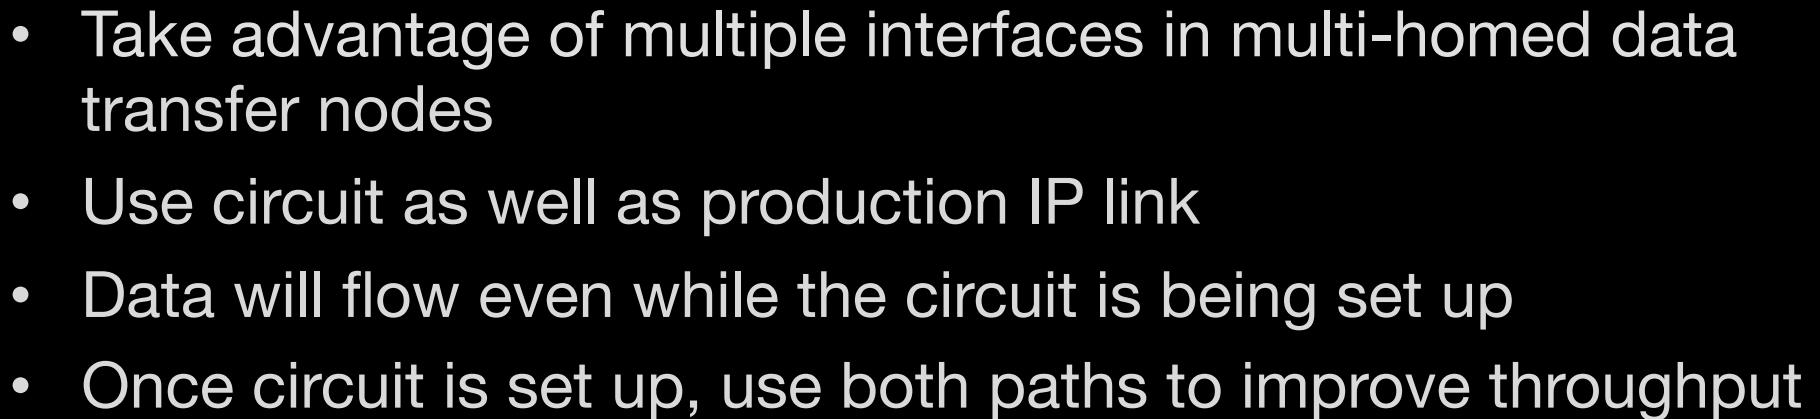 • Take advantage of multiple interfaces in multi-homed data
transfer nodes
• Use circuit as well as production IP link
• Data will flow even while the circuit is being set up
• Once circuit is set up, use both paths to improve throughput